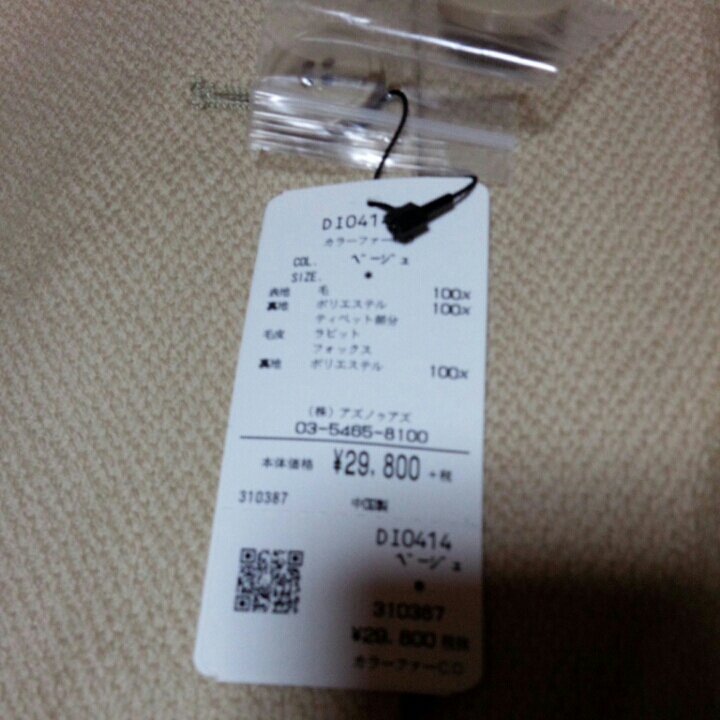 DI0414
カラーファー
COL. ベージュ
SIZE. *
表地 毛 100%
裏地 ポリエステル 100%
ティペット部分
毛皮 ラビット
フォックス
裏地 ポリエステル 100%
(株)アズノゥアズ
03-5465-8100
本体価格 ¥29,800 +税
310387 中国製
DI0414
ベージュ
*
310387
¥29,800 税抜
カラーファーCO